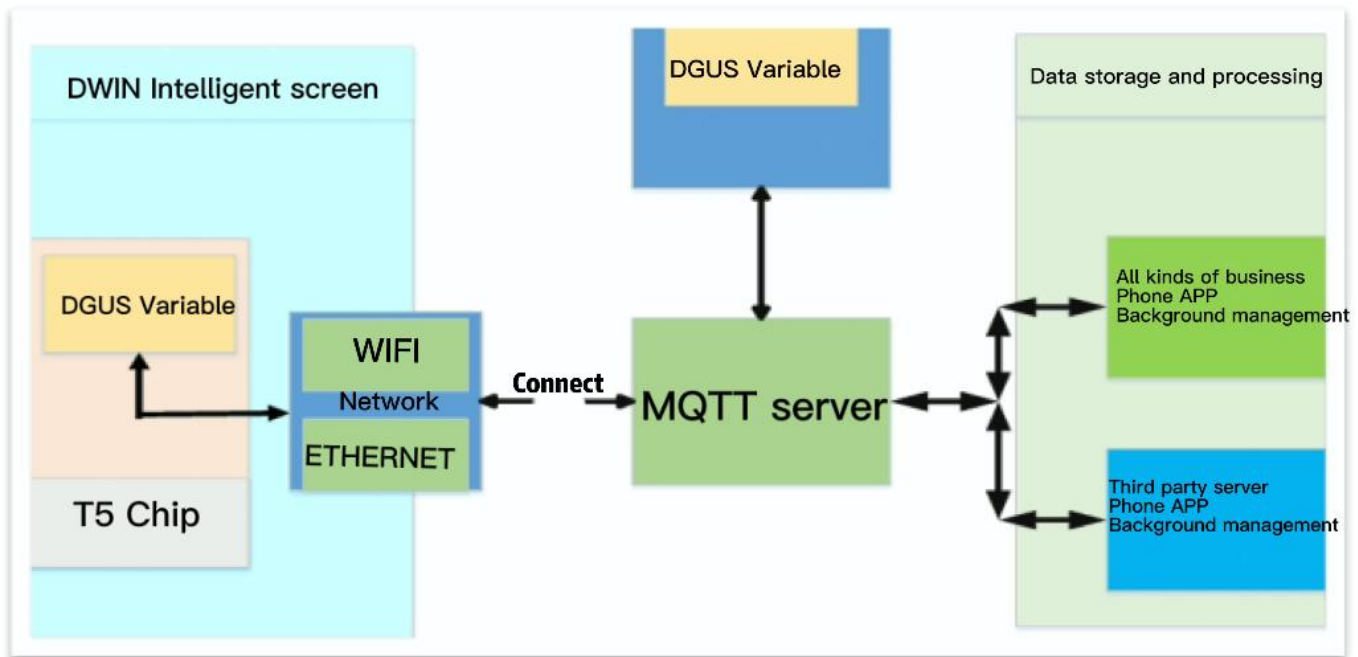 DWIN Intelligent screen
DGUS Variable
T5 Chip
WIFI
Network
ETHERNET
Connect
DGUS Variable
MQTT server
Data storage and processing
All kinds of business
Phone APP
Background management
Third party server
Phone APP
Background management